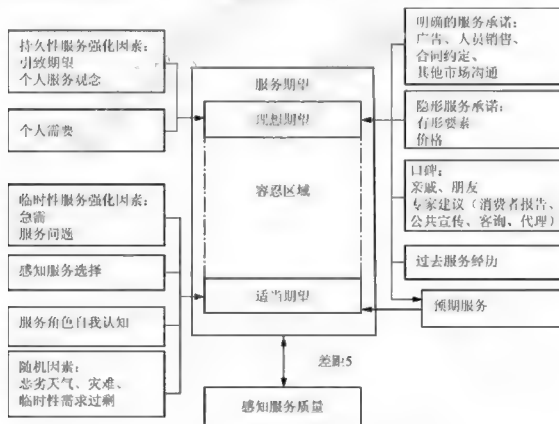 持久性服务强化因素：
引致期望
个人服务观念
个人需要
临时性服务强化因素：
急需
服务问题
感知服务选择
服务角色自我认知
随机因素：
恶劣天气、灾难、
临时性需求过剩
服务期望
理想期望
容忍区域
适当期望
差距5
感知服务质量
明确的服务承诺：
广告、人员销售、
合同约定、
其他市场沟通
隐形服务承诺：
有形要素
价格
口碑：
亲戚、朋友
专家建议（消费者报告、
公共宣传、咨询、代理）
过去服务经历
预期服务